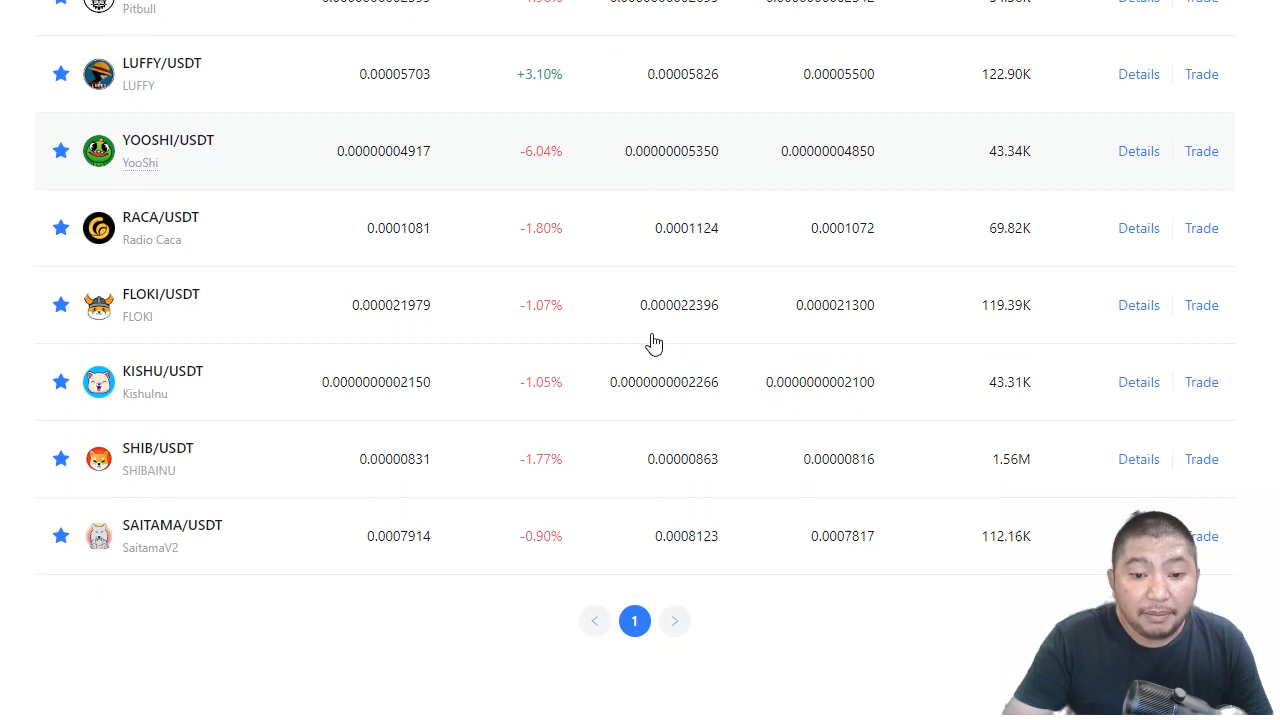 Pitbull
LUFFY/USDT
LUFFY
0.00005703 +3.10% 0.00005826 0.00005500 122.90K Details Trade
YOOSHI/USDT
YooShi
0.00000004917 -6.04% 0.00000005350 0.00000004850 43.34K Details Trade
RACA/USDT
Radio Caca
0.0001081 -1.80% 0.0001124 0.0001072 69.82K Details Trade
FLOKI/USDT
FLOKI
0.000021979 -1.07% 0.000022396 0.000021300 119.39K Details Trade
KISHU/USDT
KishuInu
0.0000000002150 -1.05% 0.0000000002266 0.0000000002100 43.31K Details Trade
SHIB/USDT
SHIBAINU
0.00000831 -1.77% 0.00000863 0.00000816 1.56M Details Trade
SAITAMA/USDT
SaitamaV2
0.0007914 -0.90% 0.0008123 0.0007817 112.16K rade
< 1 >